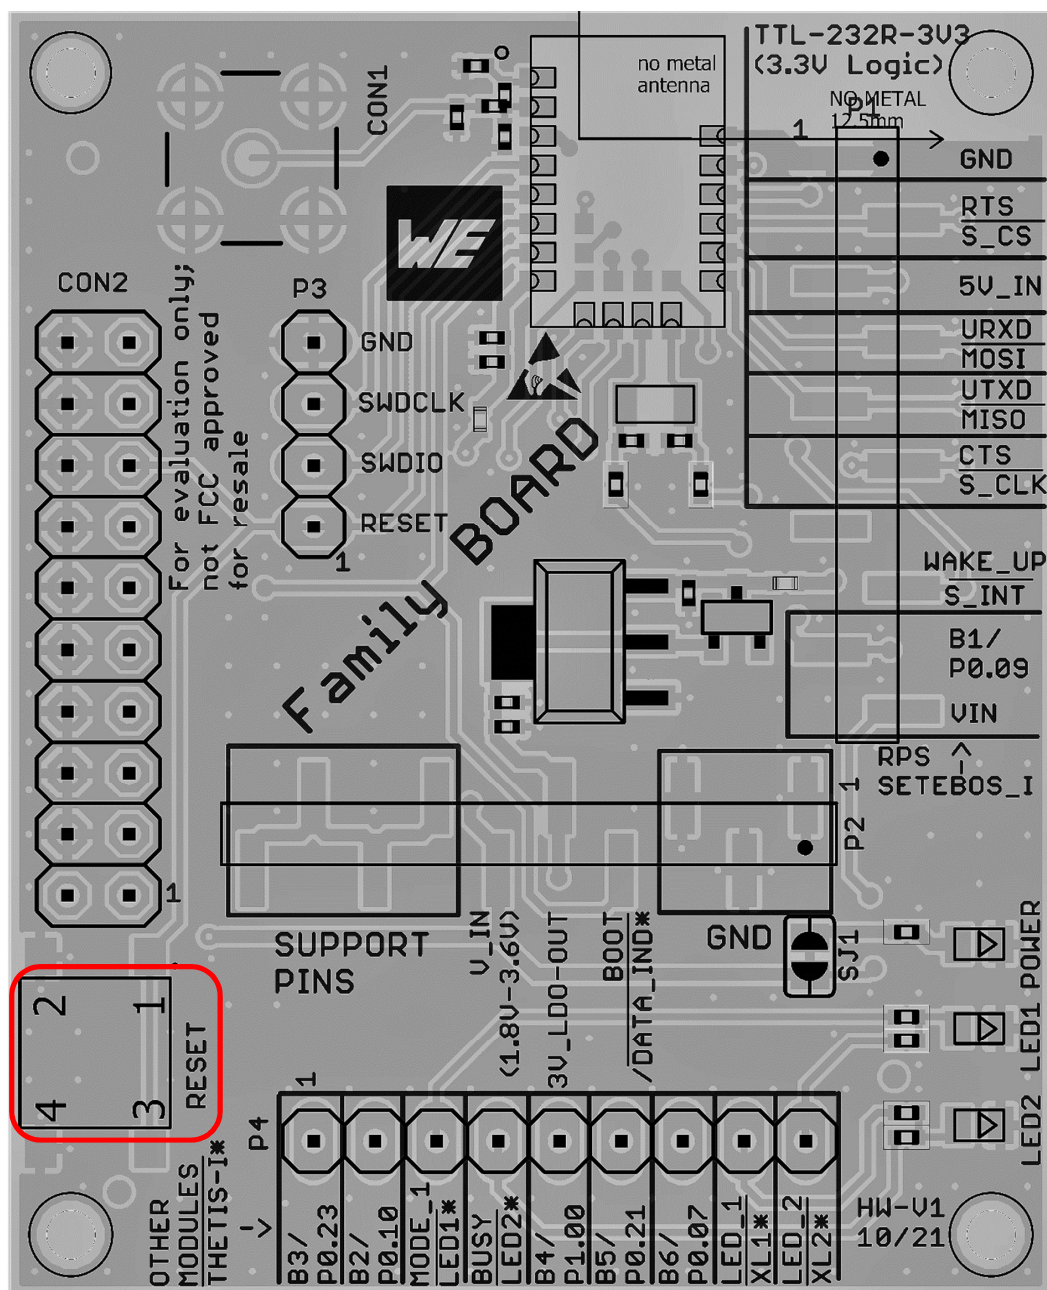 TTL-232R-3V3
(3.3V Logic)
no metal
antenna
NO METAL
12.5mm
P1
1
GND
RTS
S_CS
5V_IN
URXD
MOSI
UTXD
MISO
CTS
S_CLK
WAKE_UP
S_INT
B1/
P0.09
VIN
RPS
SETEBOS_I
CON1
WE
CON2
For evaluation only;
not FCC approved
for resale
1
P3
GND
SWDCLK
SWDIO
RESET
1
Family BOARD
SUPPORT
PINS
1
P2
V_IN
(1.8V-3.6V)
3V_LDO-OUT
BOOT
/DATA_IND*
GND
SJ1
POWER
LED1
LED2
2
1
4
3
RESET
P4
1
OTHER
MODULES
THETIS-I*
B3/
P0.23
B2/
P0.10
MODE_1
LED1*
BUSY
LED2*
B4/
P1.00
B5/
P0.21
B6/
P0.07
LED_1
XL1*
LED_2
XL2*
HW-V1
10/21